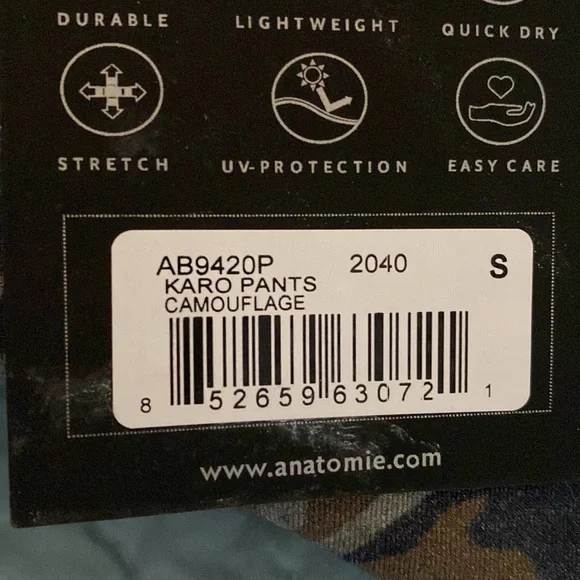 DURABLE LIGHTWEIGHT QUICK DRY
STRETCH UV-PROTECTION EASY CARE
AB9420P 2040 S
KARO PANTS
CAMOUFLAGE
8 52659 63072 1
www.anatomie.com